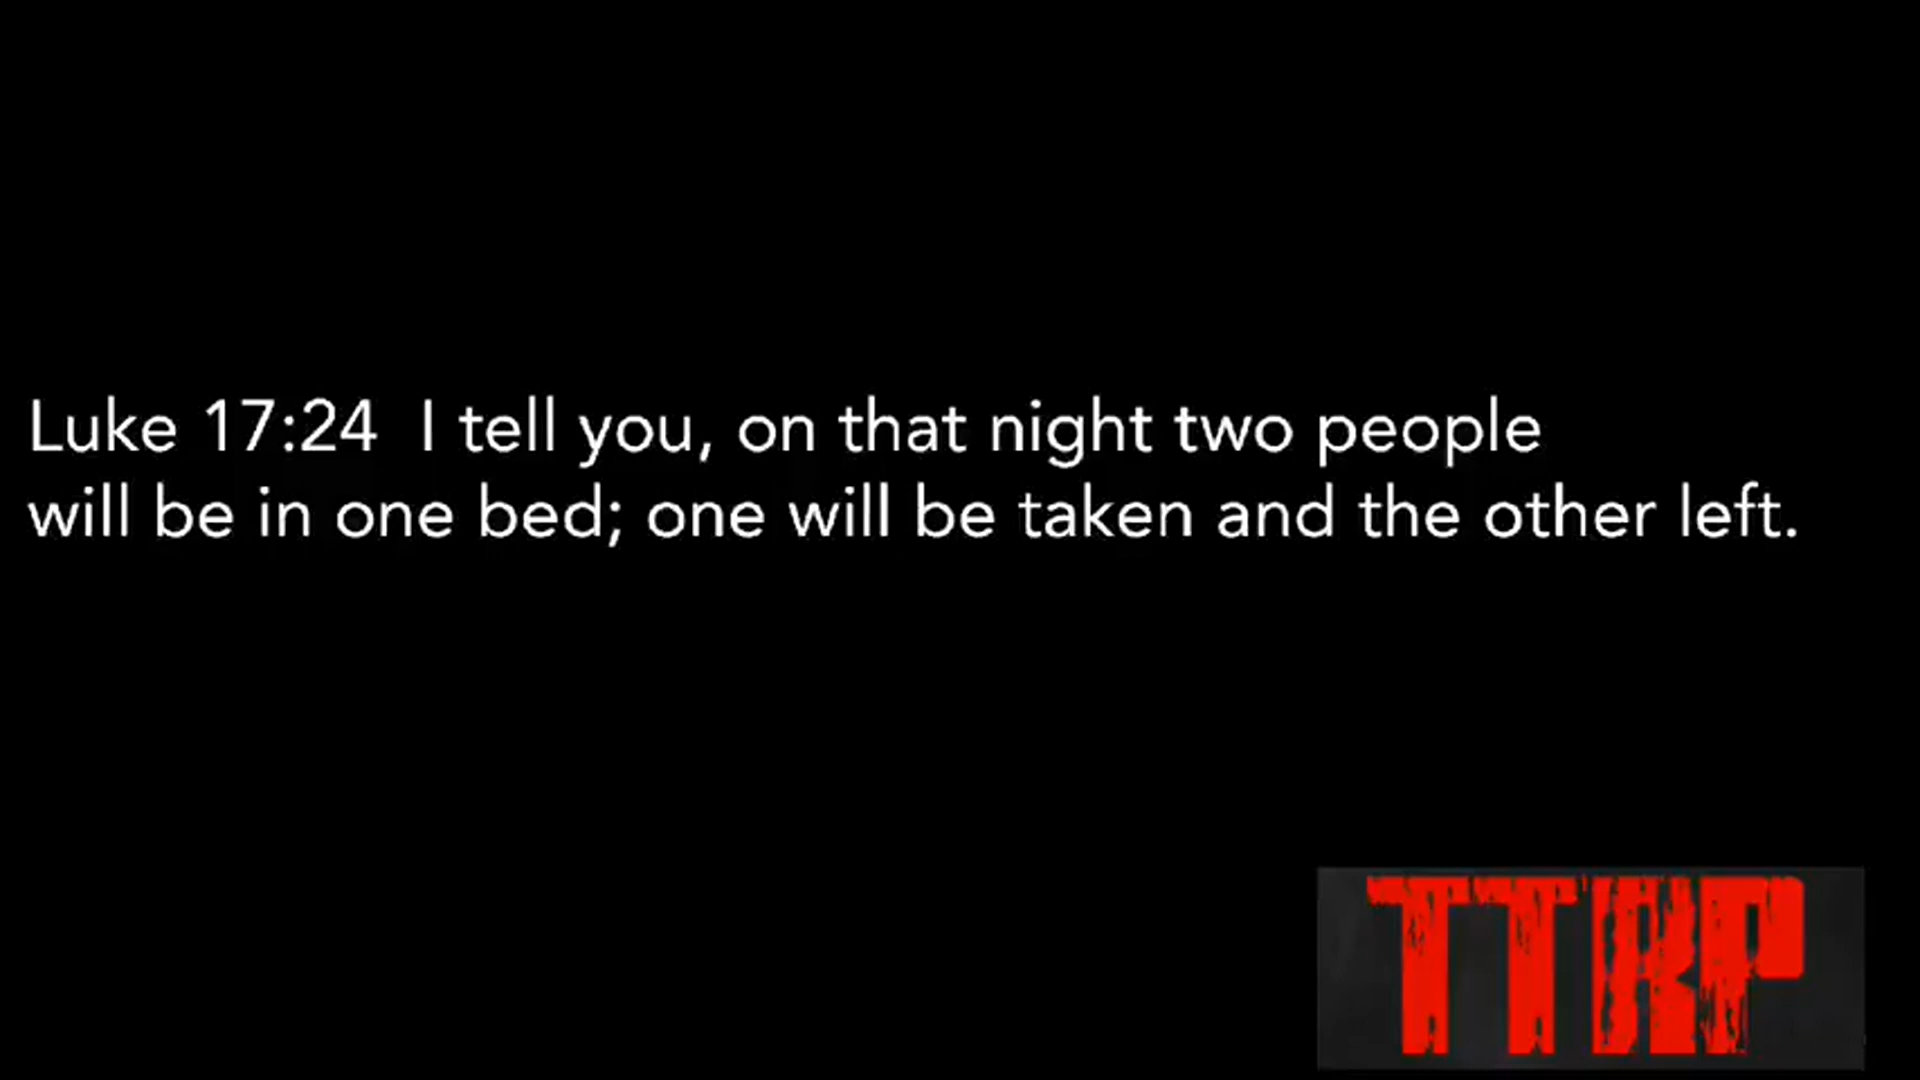 Luke 17:24 I tell you, on that night two people
will be in one bed; one will be taken and the other left.
TTRP